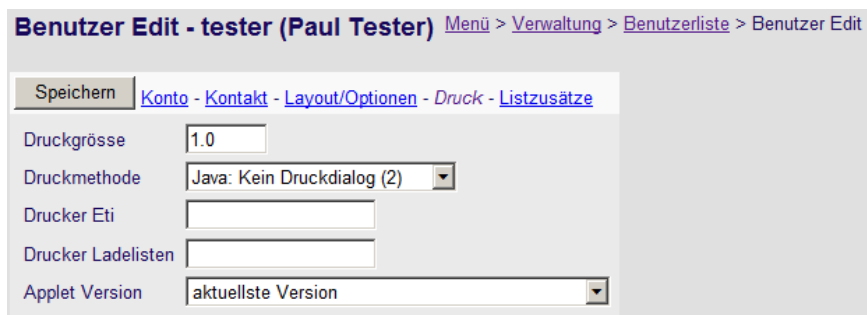 Benutzer Edit - tester (Paul Tester) Menü > Verwaltung > Benutzerliste > Benutzer Edit
Speichern Konto - Kontakt - Layout/Optionen - Druck - Listzusätze
Druckgrösse 1.0
Druckmethode Java: Kein Druckdialog (2)
Drucker Eti
Drucker Ladelisten
Applet Version aktuellste Version